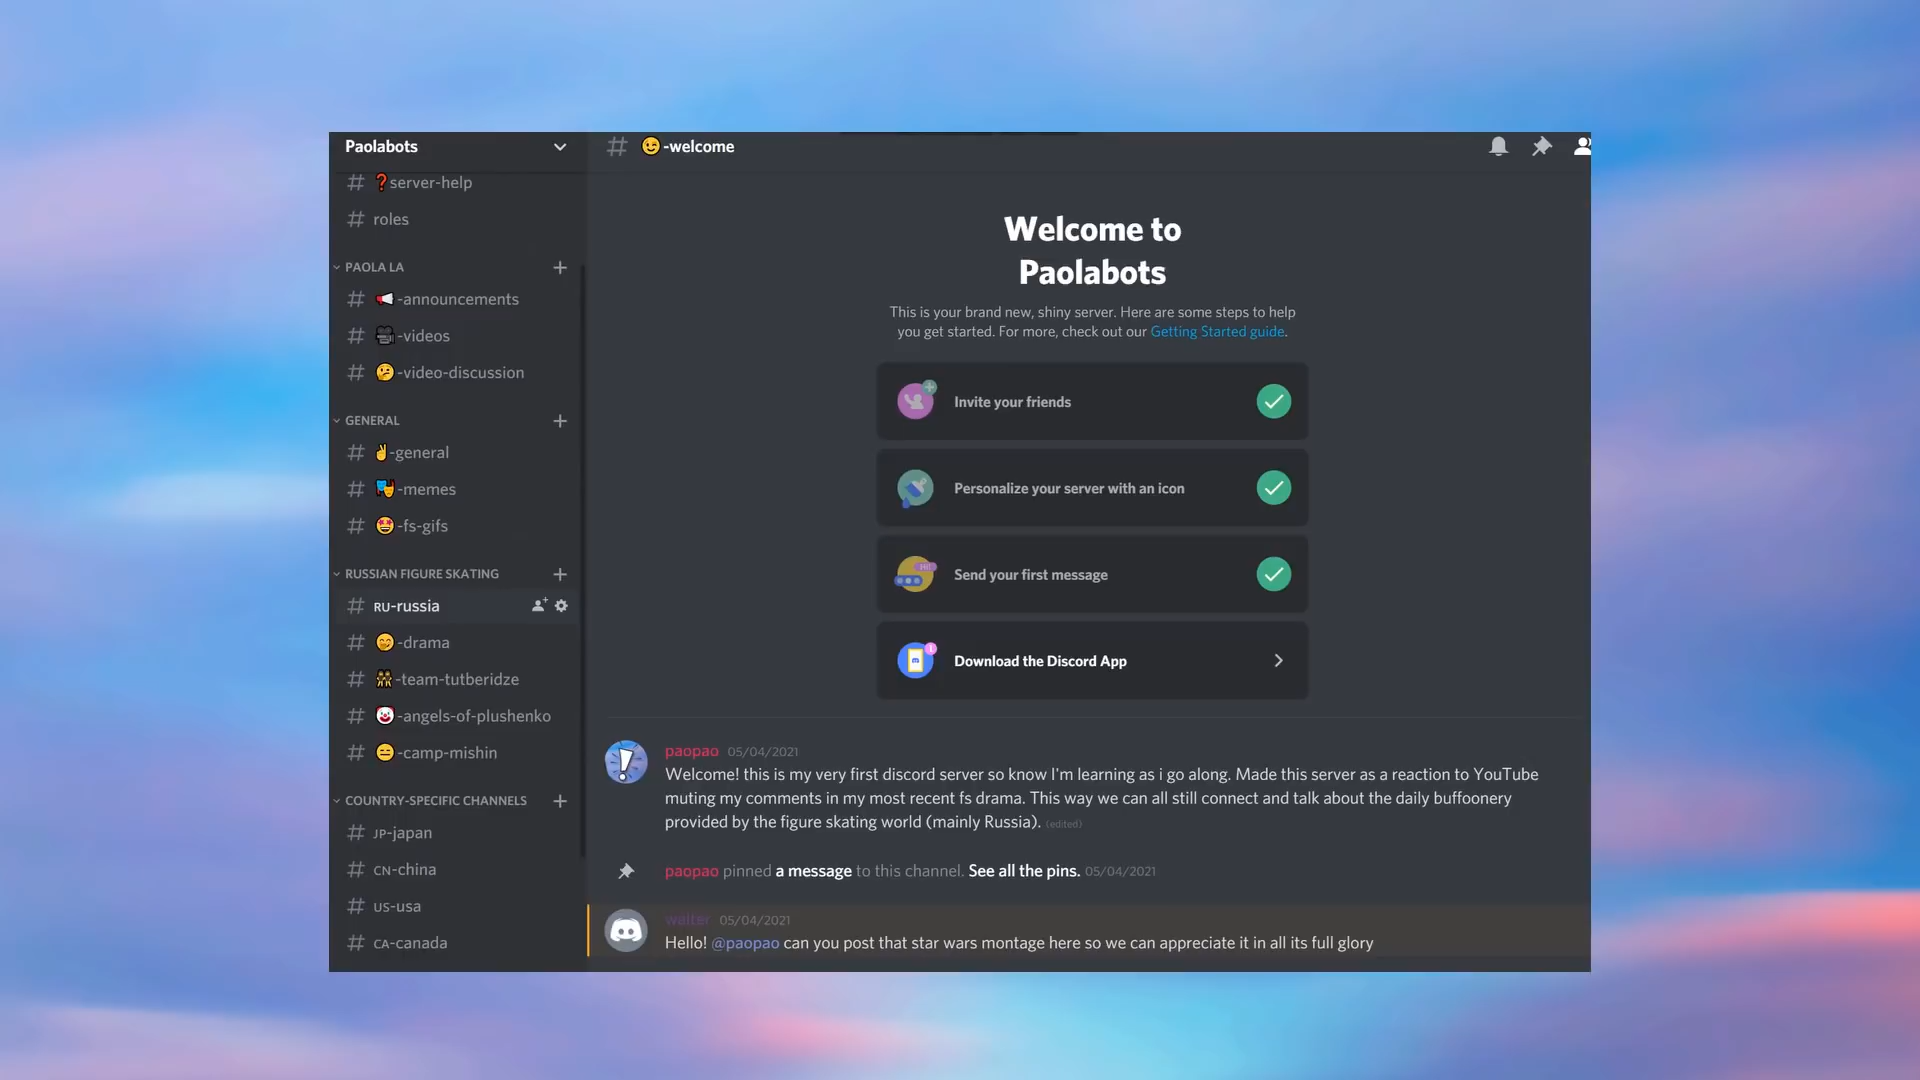 Paolabots
❓server-help
roles
PAOLA LA
-announcements
-videos
-video-discussion
GENERAL
-general
-memes
-fs-gifs
RUSSIAN FIGURE SKATING
RU-russia
-drama
-team-tutberidze
-angels-of-plushenko
-camp-mishin
COUNTRY-SPECIFIC CHANNELS
JP-japan
CN-china
US-usa
CA-canada
-welcome
Welcome to
Paolabots
This is your brand new, shiny server. Here are some steps to help
you get started. For more, check out our Getting Started guide.
Invite your friends
Personalize your server with an icon
Send your first message
Download the Discord App
paopao 05/04/2021
Welcome! this is my very first discord server so know I'm learning as i go along. Made this server as a reaction to YouTube
muting my comments in my most recent fs drama. This way we can all still connect and talk about the daily buffoonery
provided by the figure skating world (mainly Russia). (edited)
paopao pinned a message to this channel. See all the pins. 05/04/2021
walter 05/04/2021
Hello! @paopao can you post that star wars montage here so we can appreciate it in all its full glory